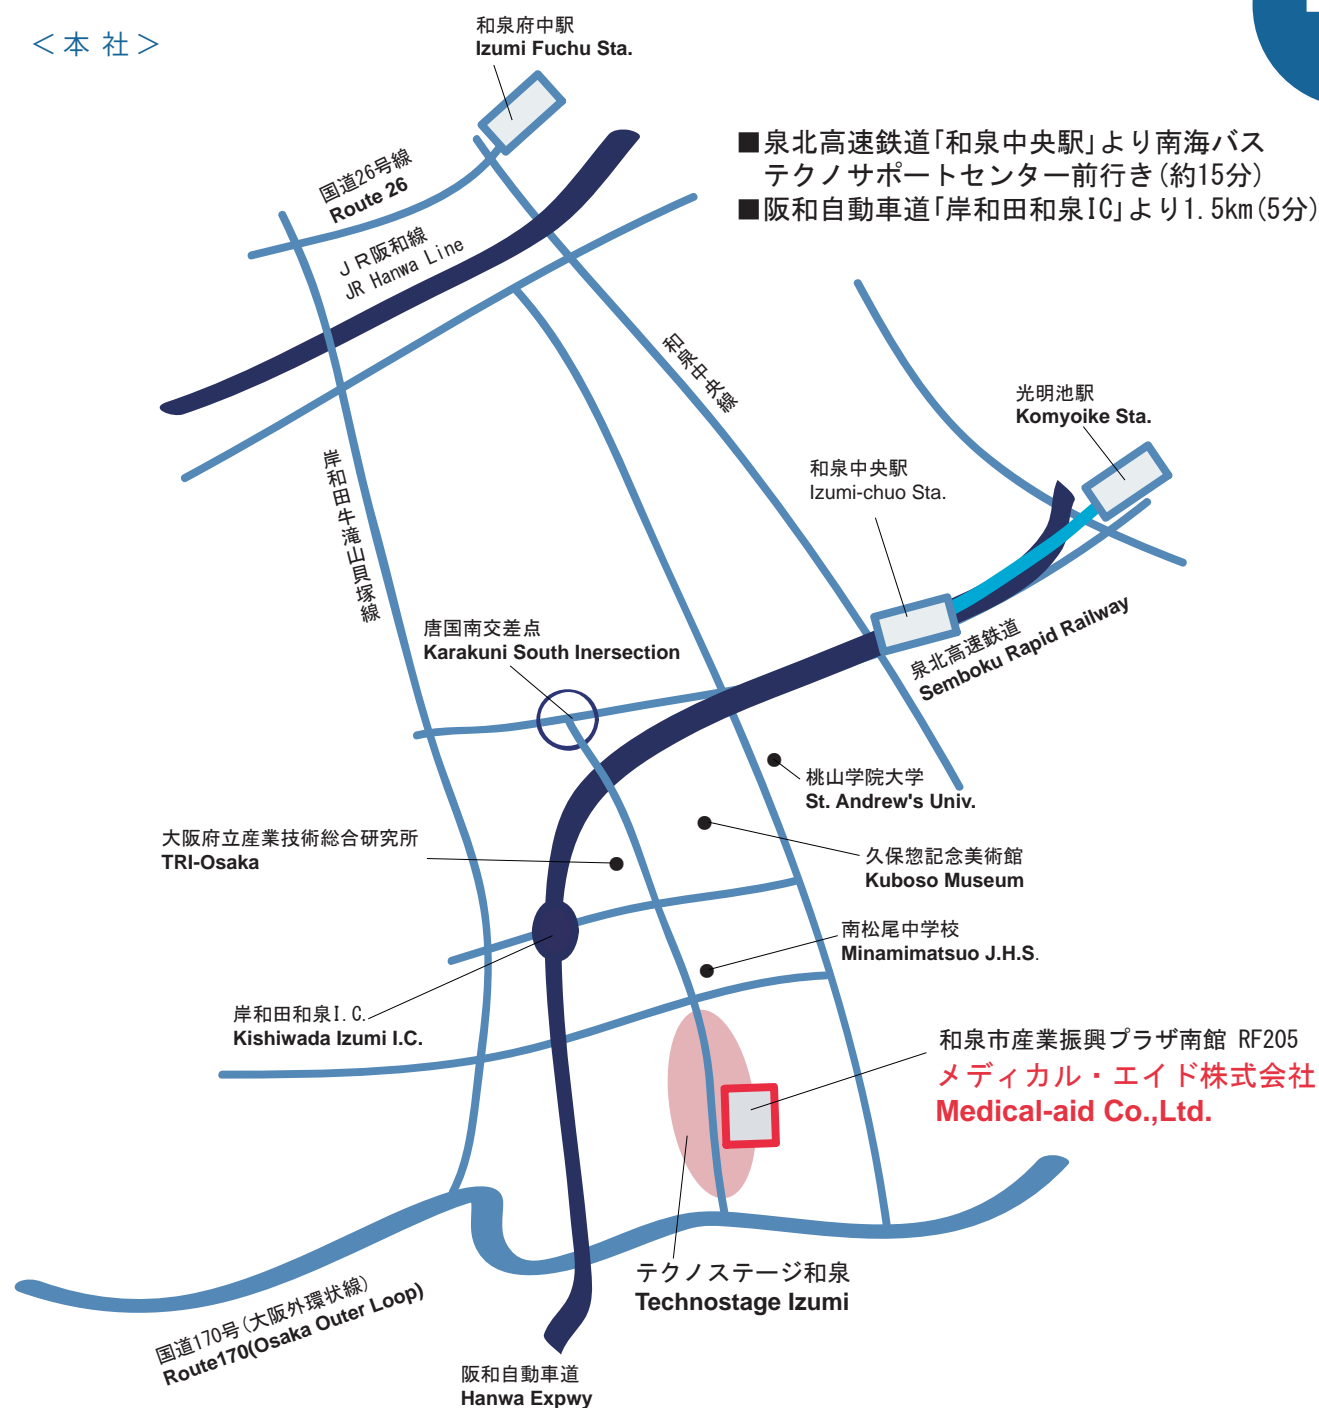 ＜本 社＞
和泉府中駅
Izumi Fuchu Sta.
■泉北高速鉄道「和泉中央駅」より南海バス
テクノサポートセンター前行き(約15分)
■阪和自動車道「岸和田和泉IC」より1.5km(5分)
国道26号線
Route 26
ＪＲ阪和線
JR Hanwa Line
和泉中央線
光明池駅
Komyoike Sta.
和泉中央駅
Izumi-chuo Sta.
岸和田牛滝山貝塚線
唐国南交差点
Karakuni South Inersection
泉北高速鉄道
Semboku Rapid Railway
桃山学院大学
St. Andrew's Univ.
大阪府立産業技術総合研究所
TRI-Osaka
久保惣記念美術館
Kuboso Museum
南松尾中学校
Minamimatsuo J.H.S.
岸和田和泉I.C.
Kishiwada Izumi I.C.
和泉市産業振興プラザ南館 RF205
メディカル・エイド株式会社
Medical-aid Co.,Ltd.
テクノステージ和泉
Technostage Izumi
国道170号(大阪外環状線)
Route170(Osaka Outer Loop)
阪和自動車道
Hanwa Expwy